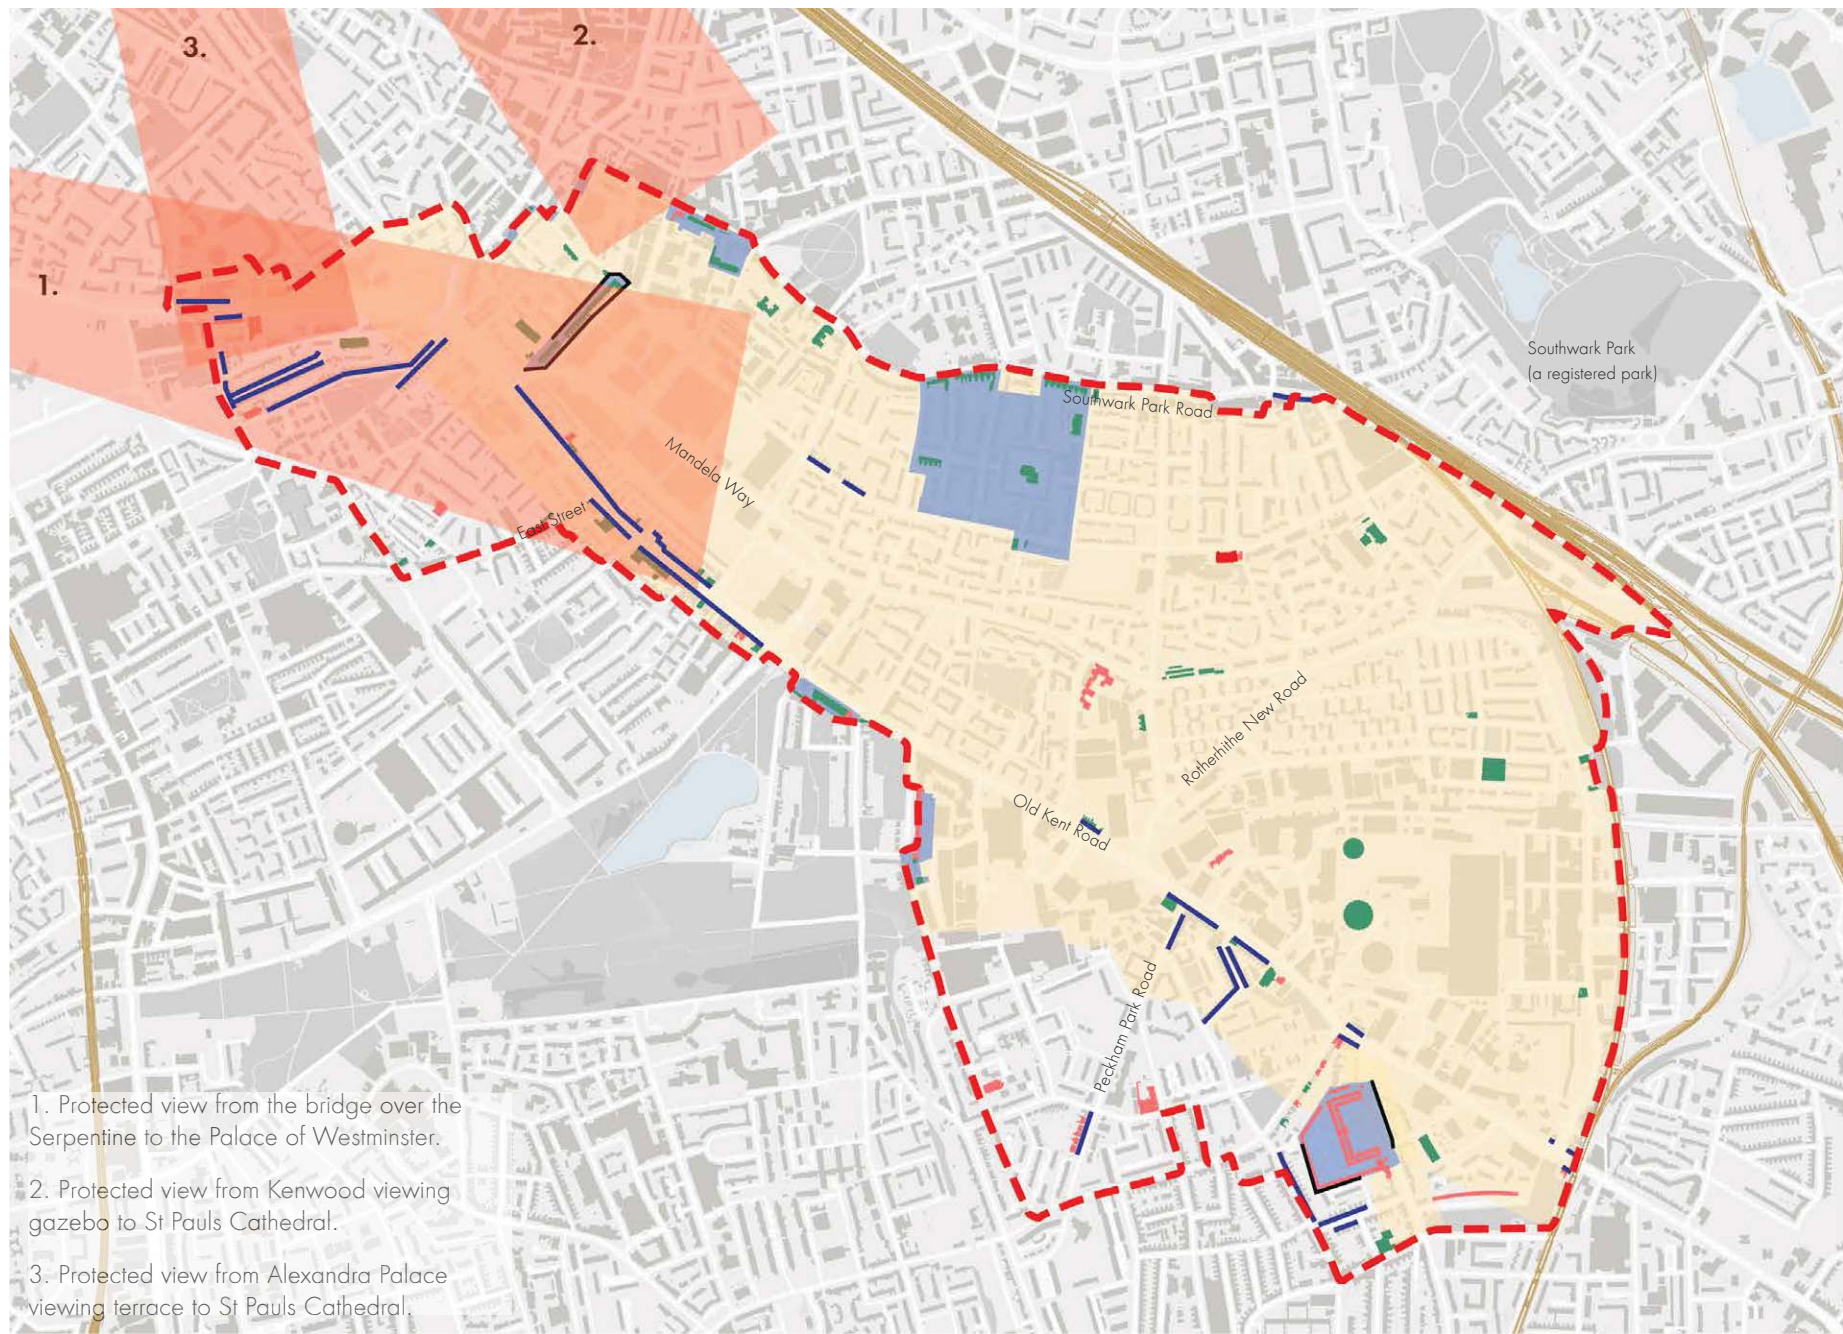 3.
2.
1.
Southwark Park
(a registered park)
Southwark Park Road
Mandela Way
East Street
Rotherhithe New Road
Old Kent Road
Peckham Park Road
1. Protected view from the bridge over the
Serpentine to the Palace of Westminster.
2. Protected view from Kenwood viewing
gazebo to St Pauls Cathedral.
3. Protected view from Alexandra Palace
viewing terrace to St Pauls Cathedral.